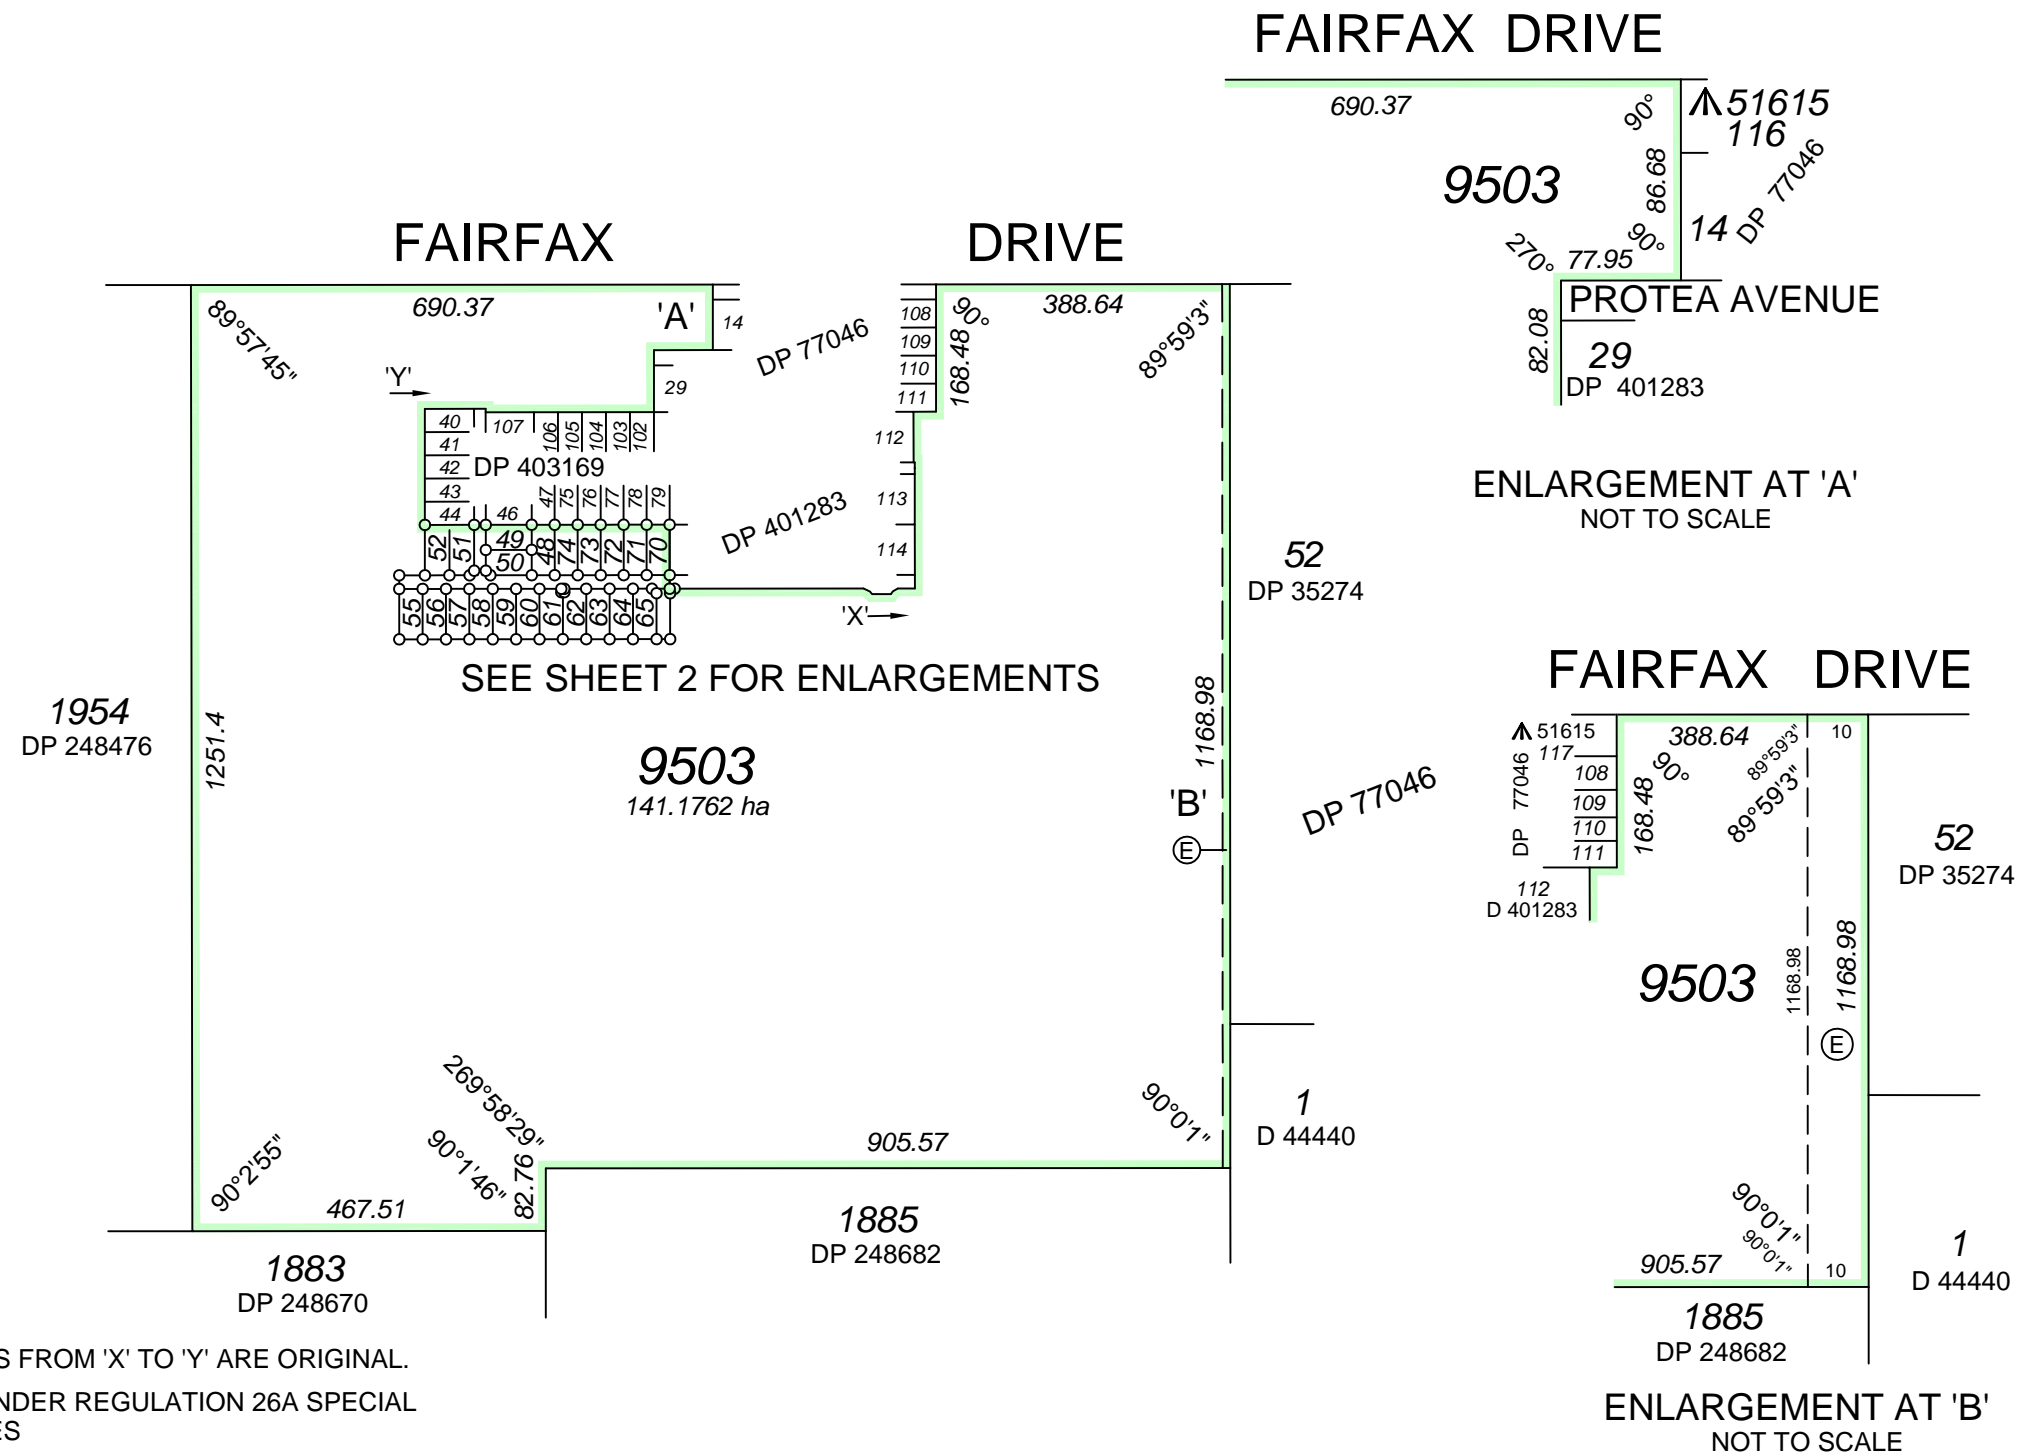 FAIRFAX DRIVE
690.37
90°
51615
116
86.68
DP 77046
9503
14
90°
270°
77.95
PROTEA AVENUE
82.08
29
DP 401283
ENLARGEMENT AT 'A'
NOT TO SCALE
FAIRFAX DRIVE
690.37
'A'
14
89°57'45"
'Y'
29
DP 77046
108
109
110
111
90°
168.48
388.64
89°59'3"
40
41
42
43
44
107
106
105
104
103
102
DP 403169
46
47
75
76
77
78
79
112
113
114
DP 401283
52
51
49
50
48
74
73
72
71
70
55
56
57
58
59
60
61
62
63
64
65
'X'
SEE SHEET 2 FOR ENLARGEMENTS
52
DP 35274
1954
DP 248476
1251.4
9503
141.1762 ha
1168.98
'B'
E
DP 77046
269°58'29"
90°1'46"
82.76
90°2'55"
467.51
905.57
90°0'1"
1
D 44440
1883
DP 248670
1885
DP 248682
FAIRFAX DRIVE
51615
117
108
109
110
111
DP 77046
112
D 401283
388.64
90°
168.48
89°59'3"
89°59'3"
10
52
DP 35274
9503
1168.98
1168.98
E
90°0'1"
90°0'1"
905.57
10
1
D 44440
1885
DP 248682
ENLARGEMENT AT 'B'
NOT TO SCALE
S FROM 'X' TO 'Y' ARE ORIGINAL.
NDER REGULATION 26A SPECIAL
ES